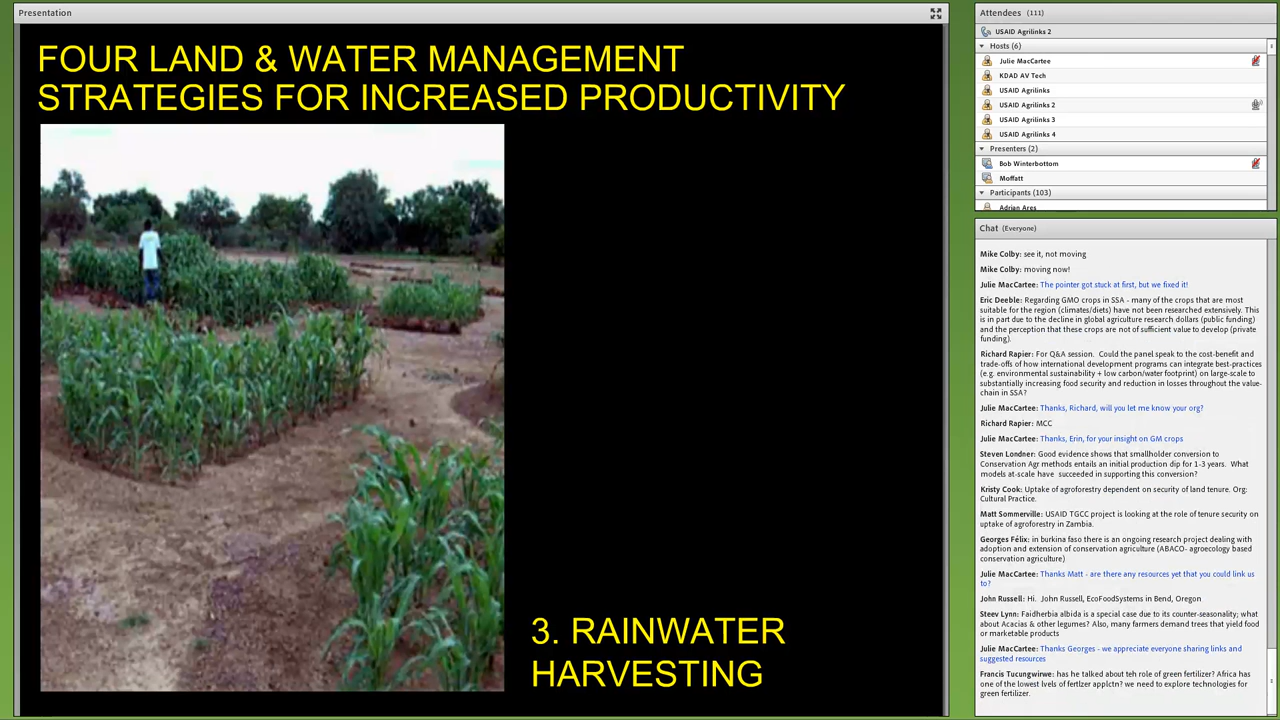 Presentation
FOUR LAND & WATER MANAGEMENT
STRATEGIES FOR INCREASED PRODUCTIVITY
3. RAINWATER
HARVESTING
Attendees (111)
USAID Agrilinks 2
Hosts (6)
Julie MacCartee
KDAD AV Tech
USAID Agrilinks
USAID Agrilinks 2
USAID Agrilinks 3
USAID Agrilinks 4
Presenters (2)
Bob Winterbottom
Moffatt
Participants (103)
Adrian Ares
Chat (Everyone)
Mike Colby: see it, not moving
Mike Colby: moving now!
Julie MacCartee: The pointer got stuck at first, but we fixed it!
Eric Deeble: Regarding GMO crops in SSA - many of the crops that are most
suitable for the region (climates/diets) have not been researched extensively. This
is in part due to the decline in global agriculture research dollars (public funding)
and the perception that these crops are not of sufficient value to develop (private
funding).
Richard Rapier: For Q&A session. Could the panel speak to the cost-benefit and
trade-offs of how international development programs can integrate best-practices
(e.g. environmental sustainability + low carbon/water footprint) on large-scale to
substantially increasing food security and reduction in losses throughout the value-
chain in SSA?
Julie MacCartee: Thanks, Richard, will you let me know your org?
Richard Rapier: MCC
Julie MacCartee: Thanks, Erin, for your insight on GM crops
Steven Londner: Good evidence shows that smallholder conversion to
Conservation Agr methods entails an initial production dip for 1-3 years. What
models at-scale have succeeded in supporting this conversion?
Kristy Cook: Uptake of agroforestry dependent on security of land tenure. Org:
Cultural Practice.
Matt Sommerville: USAID TGCC project is looking at the role of tenure security on
uptake of agroforestry in Zambia.
Georges Félix: in burkina faso there is an ongoing research project dealing with
adoption and extension of conservation agriculture (ABACO- agroecology based
conservation agriculture)
Julie MacCartee: Thanks Matt - are there any resources yet that you could link us
to?
John Russell: Hi. John Russell, EcoFoodSystems in Bend, Oregon
Steev Lynn: Faidherbia albida is a special case due to its counter-seasonality; what
about Acacias & other legumes? Also, many farmers demand trees that yield food
or marketable products
Julie MacCartee: Thanks Georges - we appreciate everyone sharing links and
suggested resources
Francis Tucungwirwe: has he talked about teh role of green fertilizer? Africa has
one of the lowest lvels of fertlzer applctn? we need to explore technologies for
green fertilizer.